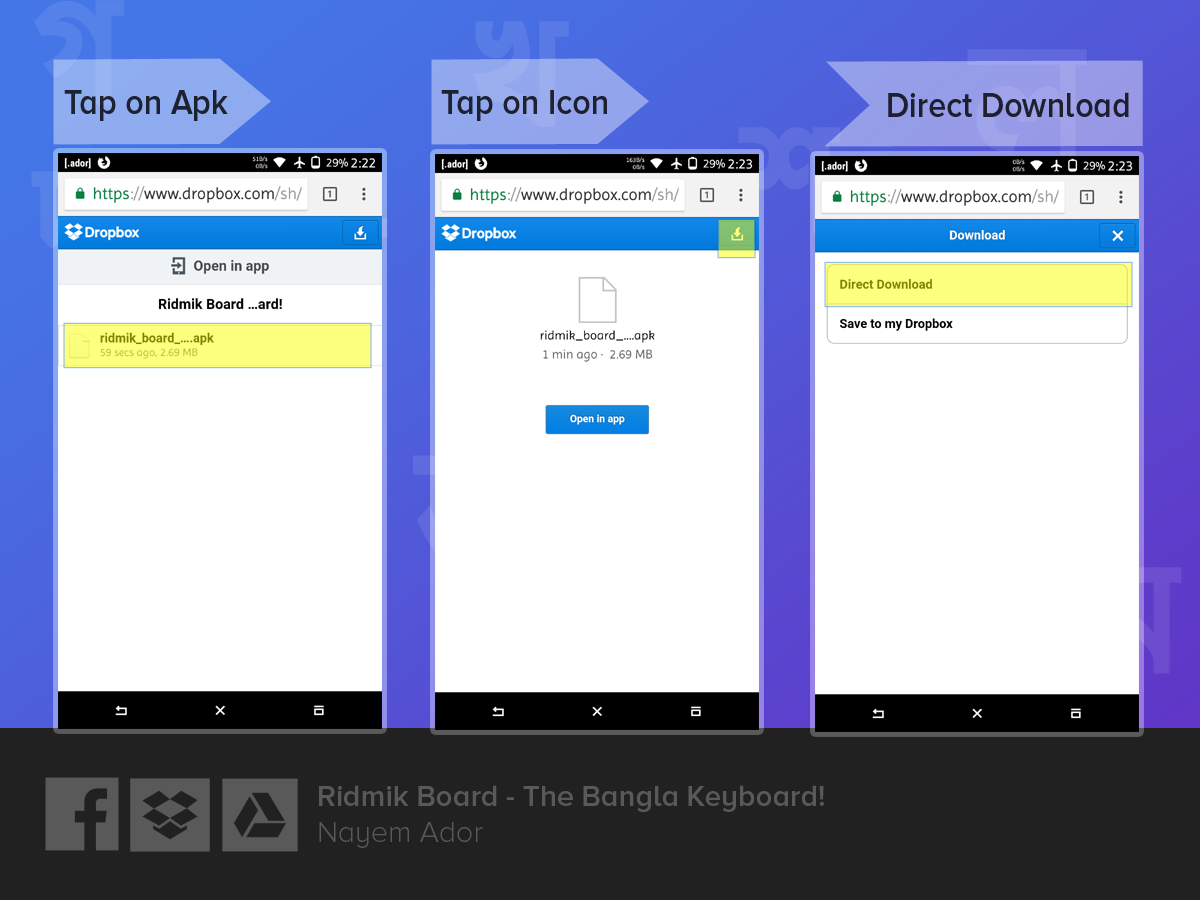 Tap on Apk
[.ador] 29% 2:22
https://www.dropbox.com/sh/ 1
Dropbox
Open in app
Ridmik Board ...ard!
ridmik_board_....apk
59 secs ago, 2.69 MB
Tap on Icon
[.ador] 29% 2:23
https://www.dropbox.com/sh/ 1
Dropbox
ridmik_board_....apk
1 min ago · 2.69 MB
Open in app
Direct Download
[.ador] 0B/s 0B/s 29% 2:23
https://www.dropbox.com/sh/ 1
Download
Direct Download
Save to my Dropbox
Ridmik Board - The Bangla Keyboard!
Nayem Ador